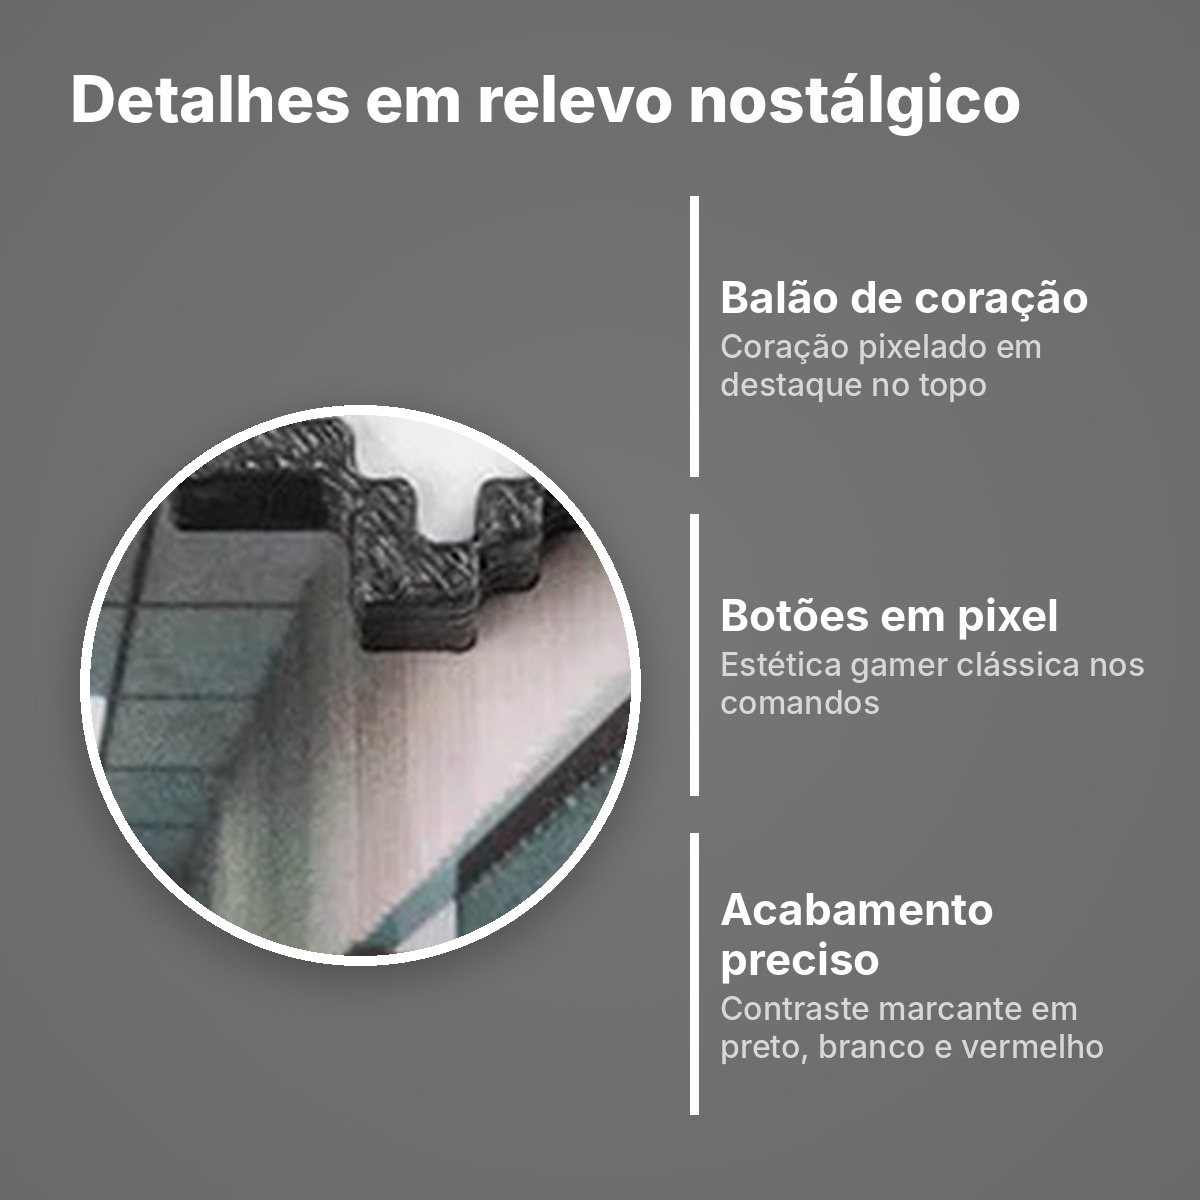 Detalhes em relevo nostálgico
Balão de coração
Coração pixelado em
destaque no topo
Botões em pixel
Estética gamer clássica nos
comandos
Acabamento
preciso
Contraste marcante em
preto, branco e vermelho